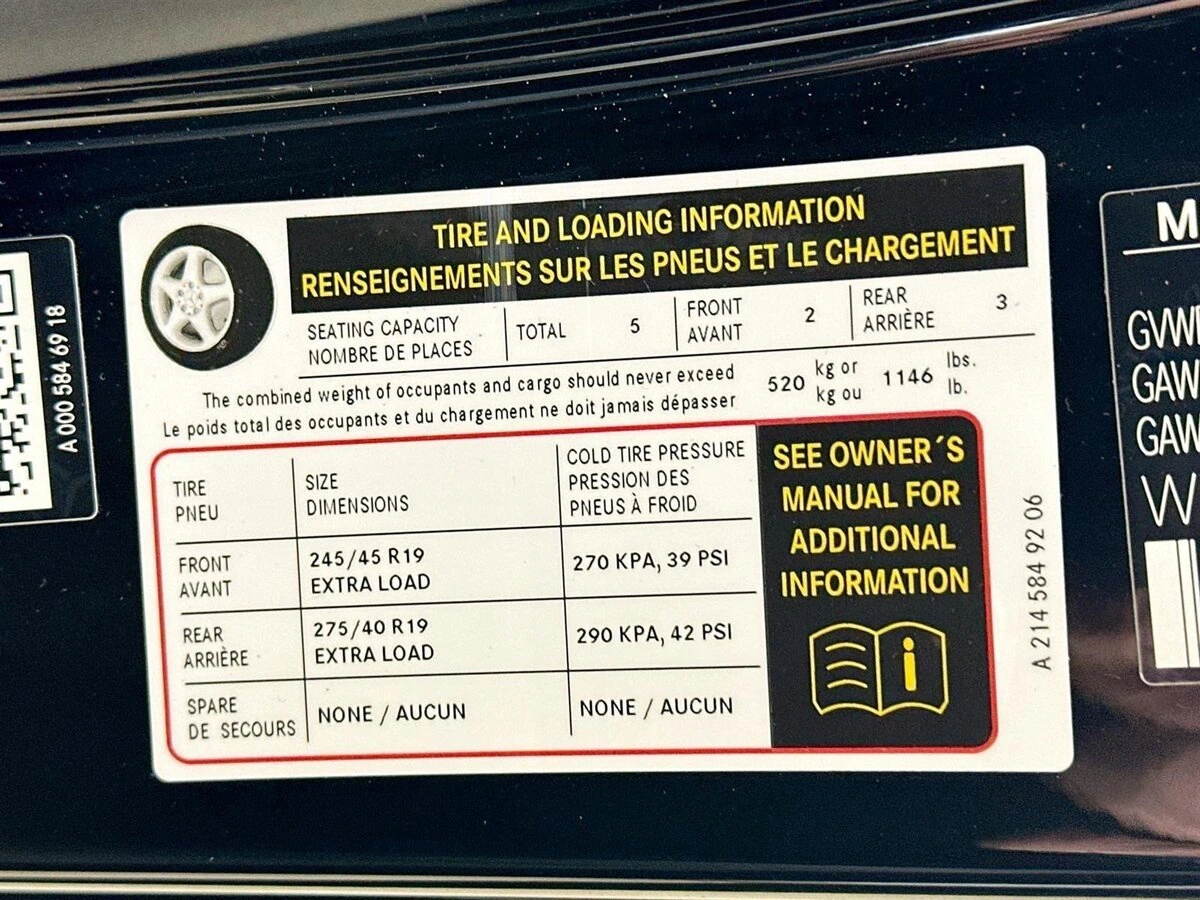 TIRE AND LOADING INFORMATION
RENSEIGNEMENTS SUR LES PNEUS ET LE CHARGEMENT
SEATING CAPACITY
NOMBRE DE PLACES
TOTAL 5
FRONT
AVANT
2
REAR
ARRIÈRE
3
The combined weight of occupants and cargo should never exceed
Le poids total des occupants et du chargement ne doit jamais dépasser
520
kg or
kg ou
1146
lbs.
lb.
TIRE
PNEU
SIZE
DIMENSIONS
COLD TIRE PRESSURE
PRESSION DES
PNEUS À FROID
FRONT
AVANT
245/45 R19
EXTRA LOAD
270 KPA, 39 PSI
REAR
ARRIÈRE
275/40 R19
EXTRA LOAD
290 KPA, 42 PSI
SPARE
DE SECOURS
NONE / AUCUN
NONE / AUCUN
SEE OWNER´S
MANUAL FOR
ADDITIONAL
INFORMATION
A 214 584 92 06
A 000 584 69 18